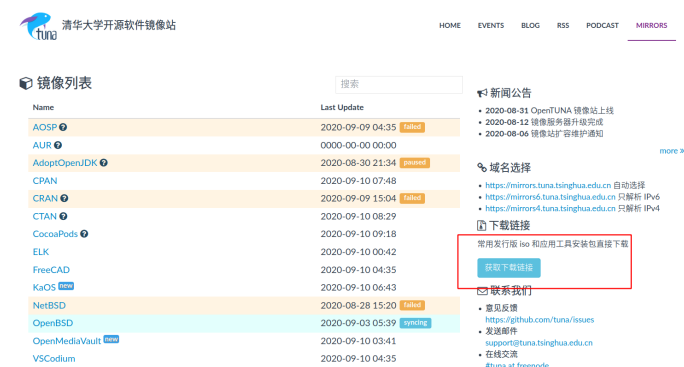 tuna
清华大学开源软件镜像站
HOME EVENTS BLOG RSS PODCAST MIRRORS
镜像列表
搜索
Name Last Update
AOSP 2020-09-09 04:35 failed
AUR 0000-00-00 00:00
AdoptOpenJDK 2020-08-30 21:34 paused
CPAN 2020-09-10 07:48
CRAN 2020-09-09 15:04 failed
CTAN 2020-09-10 08:29
CocoaPods 2020-09-10 09:18
ELK 2020-09-10 00:42
FreeCAD 2020-09-10 04:35
KaOS new 2020-09-10 06:43
NetBSD 2020-08-28 15:20 failed
OpenBSD 2020-09-03 05:39 syncing
OpenMediaVault new 2020-09-10 03:41
VSCodium 2020-09-10 04:35
新闻公告
2020-08-31 OpenTUNA 镜像站上线
2020-08-12 镜像服务器升级完成
2020-08-06 镜像站扩容维护通知
more »
域名选择
https://mirrors.tuna.tsinghua.edu.cn 自动选择
https://mirrors6.tuna.tsinghua.edu.cn 只解析 IPv6
https://mirrors4.tuna.tsinghua.edu.cn 只解析 IPv4
下载链接
常用发行版 iso 和应用工具安装包直接下载
获取下载链接
联系我们
意见反馈
https://github.com/tuna/issues
发送邮件
support@tuna.tsinghua.edu.cn
在线交流
#tuna at freenode